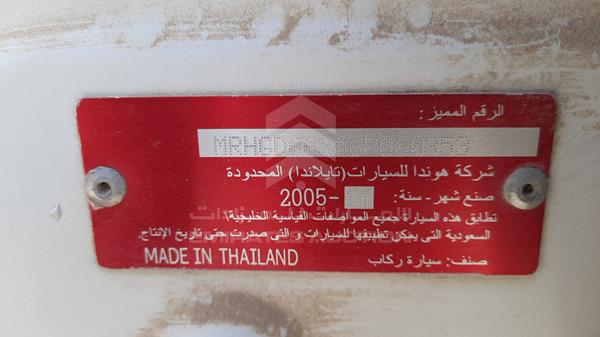 الرقم المميز :
شركة هوندا للسيارات(تايلاندا) المحدودة
صنع شهر - سنة: 2005-
تطابق هذه السيارة جميع المواصفات القياسية الخليجية\
السعودية التى يمكن تطبيقها للسيارات و التى صدرت حتى تاريخ الإنتاج.
صنف: سيارة ركاب
MADE IN THAILAND